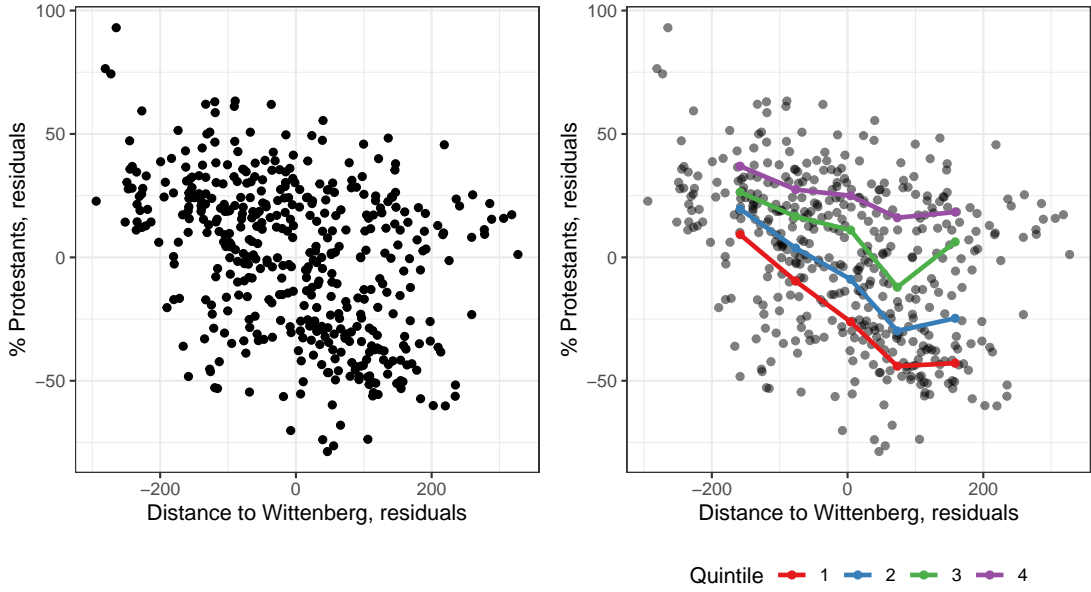 100
50
0
−50
% Protestants, residuals
−200 0 200
Distance to Wittenberg, residuals
100
50
0
−50
% Protestants, residuals
−200 0 200
Distance to Wittenberg, residuals
Quintile 1 2 3 4